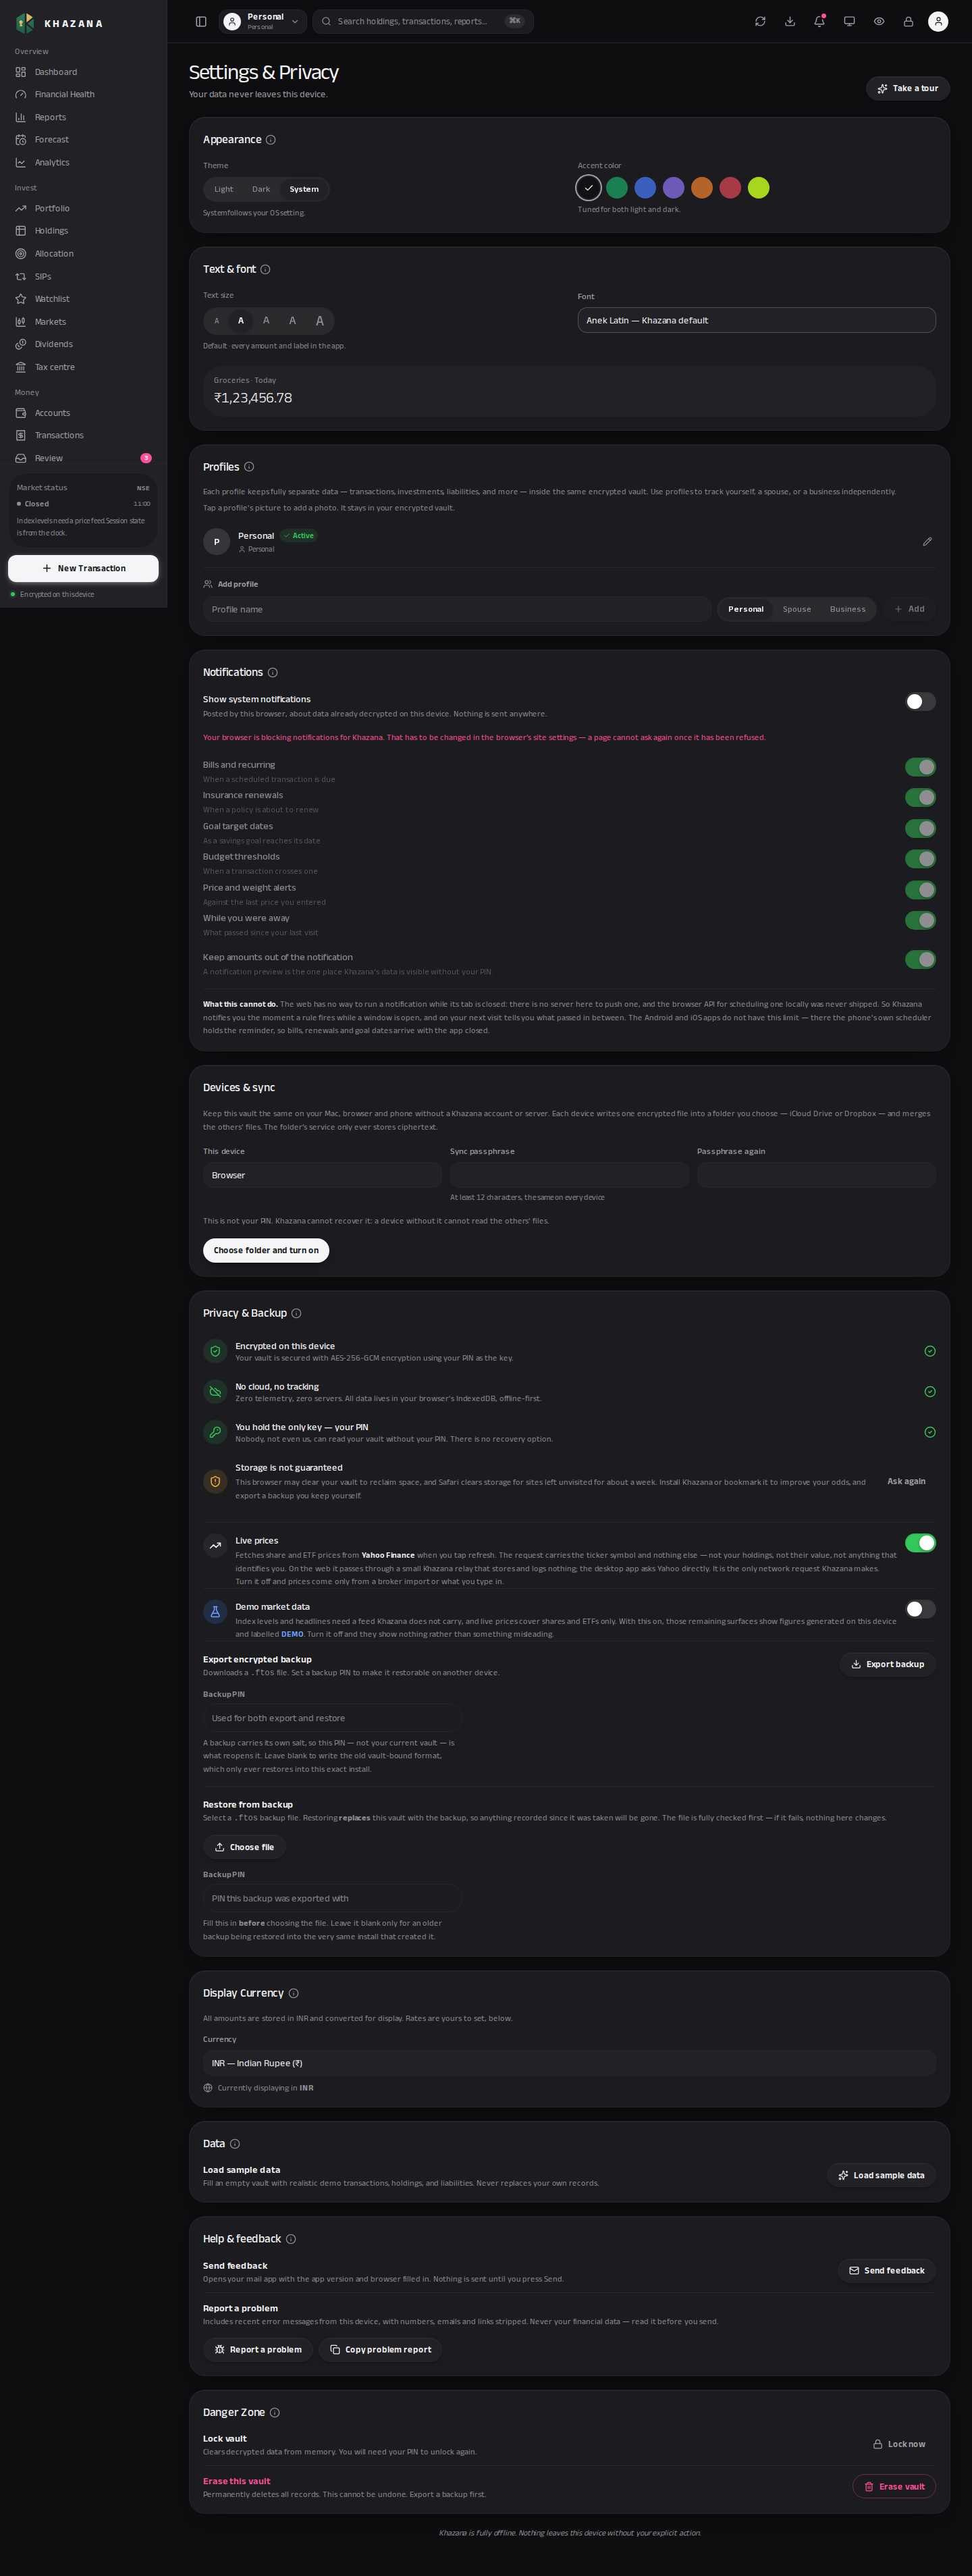 KHAZANA
Overview
Dashboard
Financial Health
Reports
Forecast
Analytics
Invest
Portfolio
Holdings
Allocation
SIPs
Watchlist
Markets
Dividends
Tax centre
Money
Accounts
Transactions
Review
3
Market status
NSE
Closed
11:00
Index levels need a price feed. Session state
is from the clock.
New Transaction
Encrypted on this device
Personal
Personal
Search holdings, transactions, reports...
⌘K
Settings & Privacy
Your data never leaves this device.
Take a tour
Appearance
Theme
Light
Dark
System
System follows your OS setting.
Accent color
Tuned for both light and dark.
Text & font
Text size
A A A A A
Default · every amount and label in the app.
Font
Anek Latin — Khazana default
Groceries · Today
₹1,23,456.78
Profiles
Each profile keeps fully separate data — transactions, investments, liabilities, and more — inside the same encrypted vault. Use profiles to track yourself, a spouse, or a business independently.
Tap a profile's picture to add a photo. It stays in your encrypted vault.
P
Personal
Active
Personal
Add profile
Profile name
Personal
Spouse
Business
Add
Notifications
Show system notifications
Posted by this browser, about data already decrypted on this device. Nothing is sent anywhere.
Your browser is blocking notifications for Khazana. That has to be changed in the browser's site settings — a page cannot ask again once it has been refused.
Bills and recurring
When a scheduled transaction is due
Insurance renewals
When a policy is about to renew
Goal target dates
As a savings goal reaches its date
Budget thresholds
When a transaction crosses one
Price and weight alerts
Against the last price you entered
While you were away
What passed since your last visit
Keep amounts out of the notification
A notification preview is the one place Khazana's data is visible without your PIN
What this cannot do. The web has no way to run a notification while its tab is closed: there is no server here to push one, and the browser API for scheduling one locally was never shipped. So Khazana
notifies you the moment a rule fires while a window is open, and on your next visit tells you what passed in between. The Android and iOS apps do not have this limit — there the phone's own scheduler
holds the reminder, so bills, renewals and goal dates arrive with the app closed.
Devices & sync
Keep this vault the same on your Mac, browser and phone without a Khazana account or server. Each device writes one encrypted file into a folder you choose — iCloud Drive or Dropbox — and merges
the others' files. The folder's service only ever stores ciphertext.
This device
Browser
Sync passphrase
At least 12 characters, the same on every device
Passphrase again
This is not your PIN. Khazana cannot recover it: a device without it cannot read the others' files.
Choose folder and turn on
Privacy & Backup
Encrypted on this device
Your vault is secured with AES-256-GCM encryption using your PIN as the key.
No cloud, no tracking
Zero telemetry, zero servers. All data lives in your browser's IndexedDB, offline-first.
You hold the only key — your PIN
Nobody, not even us, can read your vault without your PIN. There is no recovery option.
Storage is not guaranteed
This browser may clear your vault to reclaim space, and Safari clears storage for sites left unvisited for about a week. Install Khazana or bookmark it to improve your odds, and
export a backup you keep yourself.
Ask again
Live prices
Fetches share and ETF prices from Yahoo Finance when you tap refresh. The request carries the ticker symbol and nothing else — not your holdings, not their value, not anything that
identifies you. On the web it passes through a small Khazana relay that stores and logs nothing; the desktop app asks Yahoo directly. It is the only network request Khazana makes.
Turn it off and prices come only from a broker import or what you type in.
Demo market data
Index levels and headlines need a feed Khazana does not carry, and live prices cover shares and ETFs only. With this on, those remaining surfaces show figures generated on this device
and labelled DEMO. Turn it off and they show nothing rather than something misleading.
Export encrypted backup
Downloads a .ftos file. Set a backup PIN to make it restorable on another device.
Export backup
Backup PIN
Used for both export and restore
A backup carries its own salt, so this PIN — not your current vault — is
what reopens it. Leave blank to write the old vault-bound format,
which only ever restores into this exact install.
Restore from backup
Select a .ftos backup file. Restoring replaces this vault with the backup, so anything recorded since it was taken will be gone. The file is fully checked first — if it fails, nothing here changes.
Choose file
Backup PIN
PIN this backup was exported with
Fill this in before choosing the file. Leave it blank only for an older
backup being restored into the very same install that created it.
Display Currency
All amounts are stored in INR and converted for display. Rates are yours to set, below.
Currency
INR — Indian Rupee (₹)
Currently displaying in INR
Data
Load sample data
Fill an empty vault with realistic demo transactions, holdings, and liabilities. Never replaces your own records.
Load sample data
Help & feedback
Send feedback
Opens your mail app with the app version and browser filled in. Nothing is sent until you press Send.
Send feedback
Report a problem
Includes recent error messages from this device, with numbers, emails and links stripped. Never your financial data — read it before you send.
Report a problem
Copy problem report
Danger Zone
Lock vault
Clears decrypted data from memory. You will need your PIN to unlock again.
Lock now
Erase this vault
Permanently deletes all records. This cannot be undone. Export a backup first.
Erase vault
Khazana is fully offline. Nothing leaves this device without your explicit action.